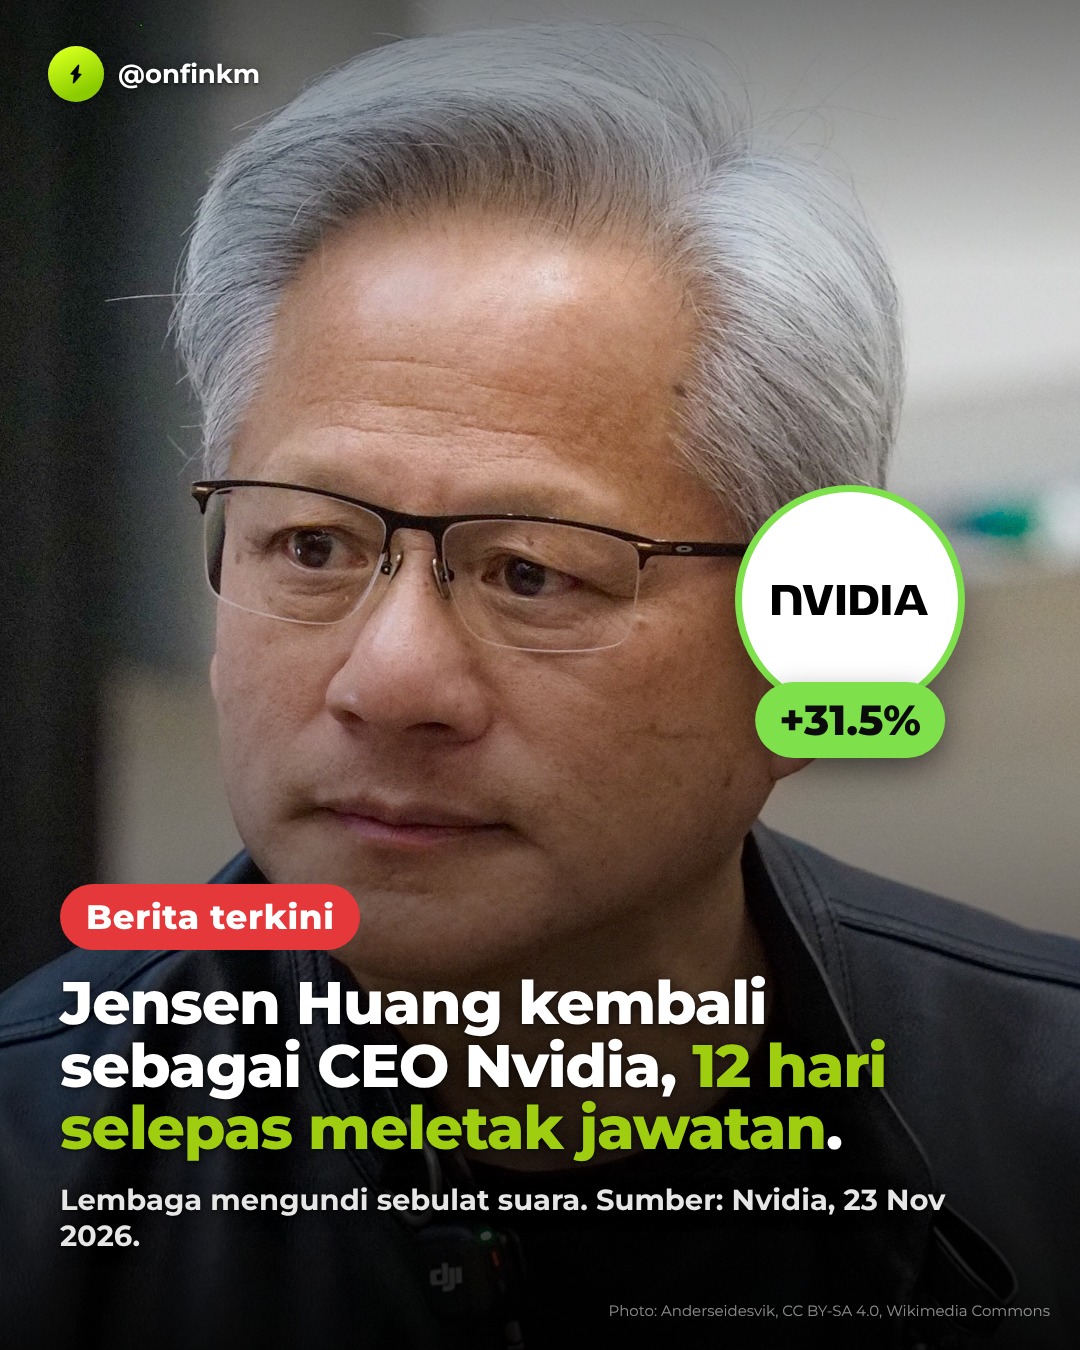 @onfinkm
NVIDIA
+31.5%
Berita terkini
Jensen Huang kembali
sebagai CEO Nvidia, 12 hari
selepas meletak jawatan.
Lembaga mengundi sebulat suara. Sumber: Nvidia, 23 Nov
2026.
dji
Photo: Anderseidesvik, CC BY-SA 4.0, Wikimedia Commons